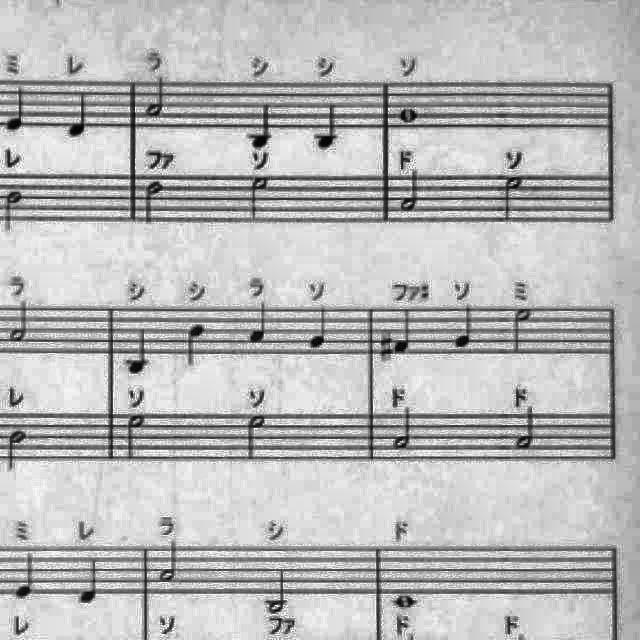 ミ レ ラ シ シ ソ
レ ファ ソ ド ソ
ラ シ シ ラ ソ ファ# ソ ミ
レ ソ ソ ド ド
ミ レ ラ シ ド
レ ソ ファ ド ド